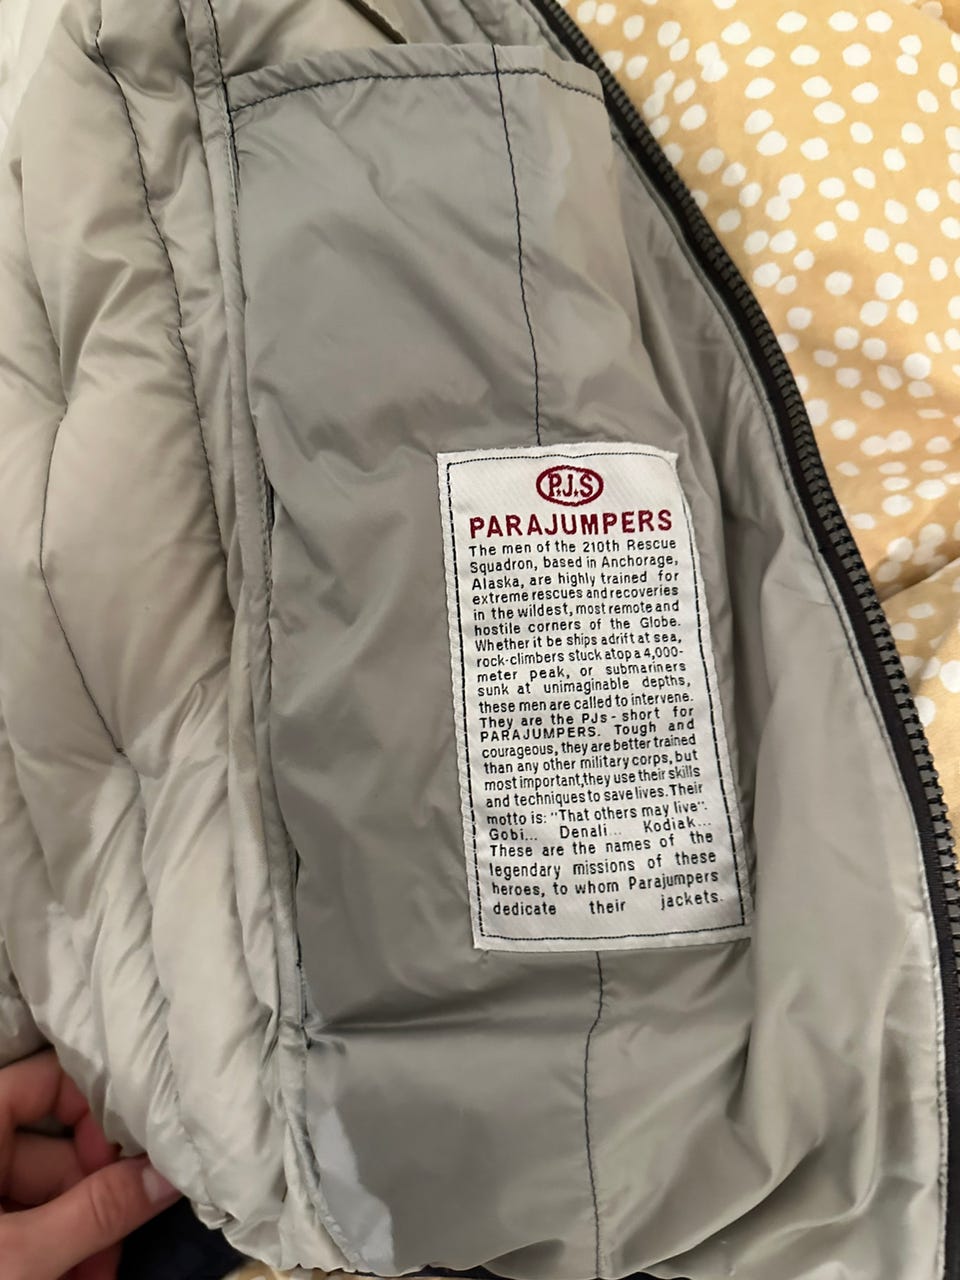 P.J.S
PARAJUMPERS
The men of the 210th Rescue
Squadron, based in Anchorage,
Alaska, are highly trained for
extreme rescues and recoveries
in the wildest, most remote and
hostile corners of the Globe.
Whether it be ships adrift at sea,
rock-climbers stuck atop a 4,000-
meter peak, or submariners
sunk at unimaginable depths,
these men are called to intervene.
They are the PJs - short for
PARAJUMPERS. Tough and
courageous, they are better trained
than any other military corps, but
most important,they use their skills
and techniques to save lives. Their
motto is: "That others may live".
Gobi... Denali... Kodiak...
These are the names of the
legendary missions of these
heroes, to whom Parajumpers
dedicate their jackets.